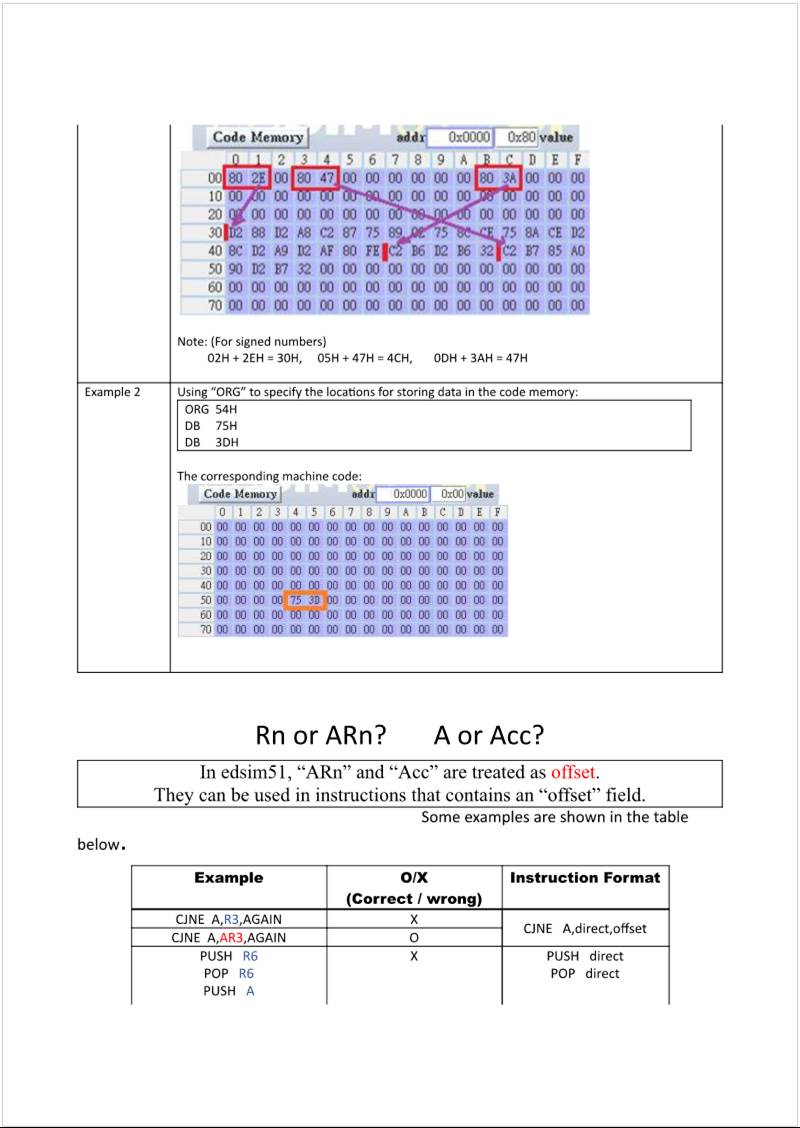 Code Memory addr 0x0000 0x80 value
0 1 2 3 4 5 6 7 8 9 A B C D E F
00 80 2E 00 80 47 00 00 00 00 00 00 80 3A 00 00 00
10 00 00 00 00 00 00 00 00 00 00 00 00 00 00 00 00
20 00 00 00 00 00 00 00 00 00 00 00 00 00 00 00 00
30 D2 88 D2 A8 C2 87 75 89 02 75 8C CE 75 8A CE D2
40 8C D2 A9 D2 AF 80 FE C2 B6 D2 B6 32 C2 B7 85 A0
50 90 D2 B7 32 00 00 00 00 00 00 00 00 00 00 00 00
60 00 00 00 00 00 00 00 00 00 00 00 00 00 00 00 00
70 00 00 00 00 00 00 00 00 00 00 00 00 00 00 00 00
Note: (For signed numbers)
02H + 2EH = 30H, 05H + 47H = 4CH, 0DH + 3AH = 47H
Example 2
Using “ORG” to specify the locations for storing data in the code memory:
ORG 54H
DB 75H
DB 3DH
The corresponding machine code:
Code Memory addr 0x0000 0x00 value
0 1 2 3 4 5 6 7 8 9 A B C D E F
00 00 00 00 00 00 00 00 00 00 00 00 00 00 00 00 00
10 00 00 00 00 00 00 00 00 00 00 00 00 00 00 00 00
20 00 00 00 00 00 00 00 00 00 00 00 00 00 00 00 00
30 00 00 00 00 00 00 00 00 00 00 00 00 00 00 00 00
40 00 00 00 00 00 00 00 00 00 00 00 00 00 00 00 00
50 00 00 00 00 75 3D 00 00 00 00 00 00 00 00 00 00
60 00 00 00 00 00 00 00 00 00 00 00 00 00 00 00 00
70 00 00 00 00 00 00 00 00 00 00 00 00 00 00 00 00
Rn or ARn? A or Acc?
In edsim51, “ARn” and “Acc” are treated as offset.
They can be used in instructions that contains an “offset” field.
Some examples are shown in the table
below.
Example O/X Instruction Format
(Correct / wrong)
CJNE A,R3,AGAIN X
CJNE A,direct,offset
CJNE A,AR3,AGAIN O
PUSH R6 X PUSH direct
POP R6 POP direct
PUSH A